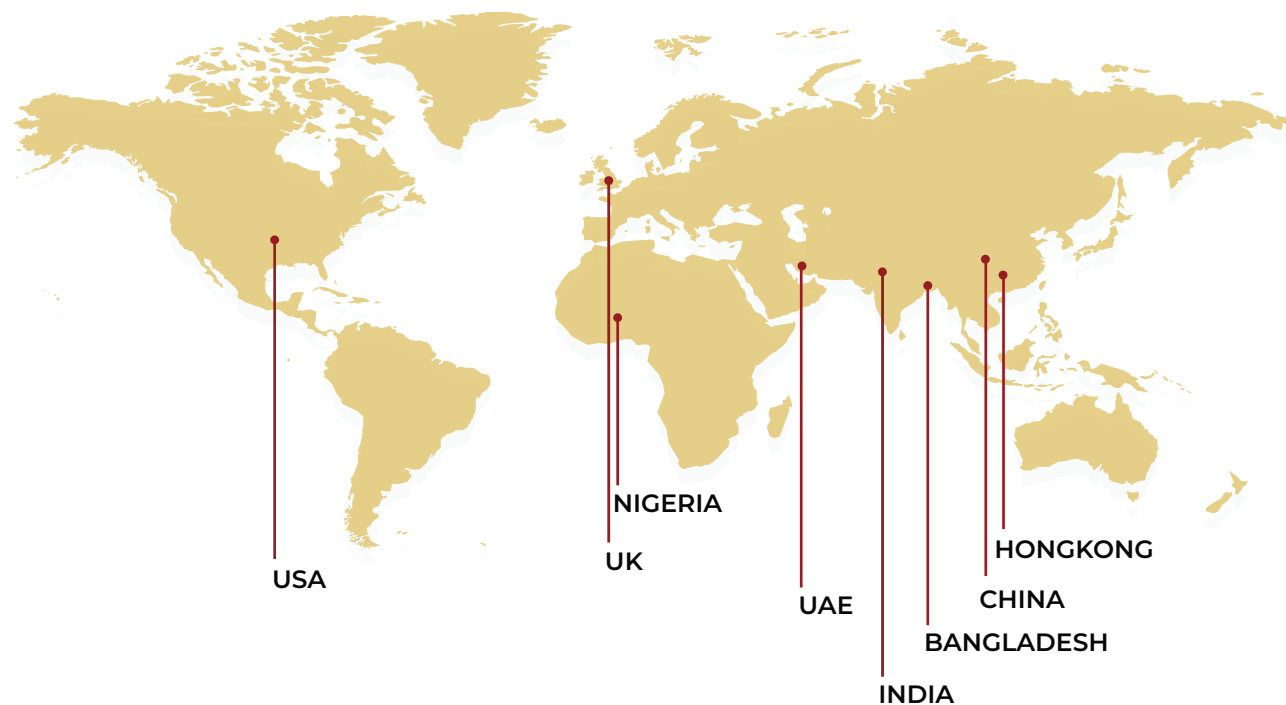 NIGERIA
HONGKONG
UK
USA
CHINA
UAE
BANGLADESH
INDIA